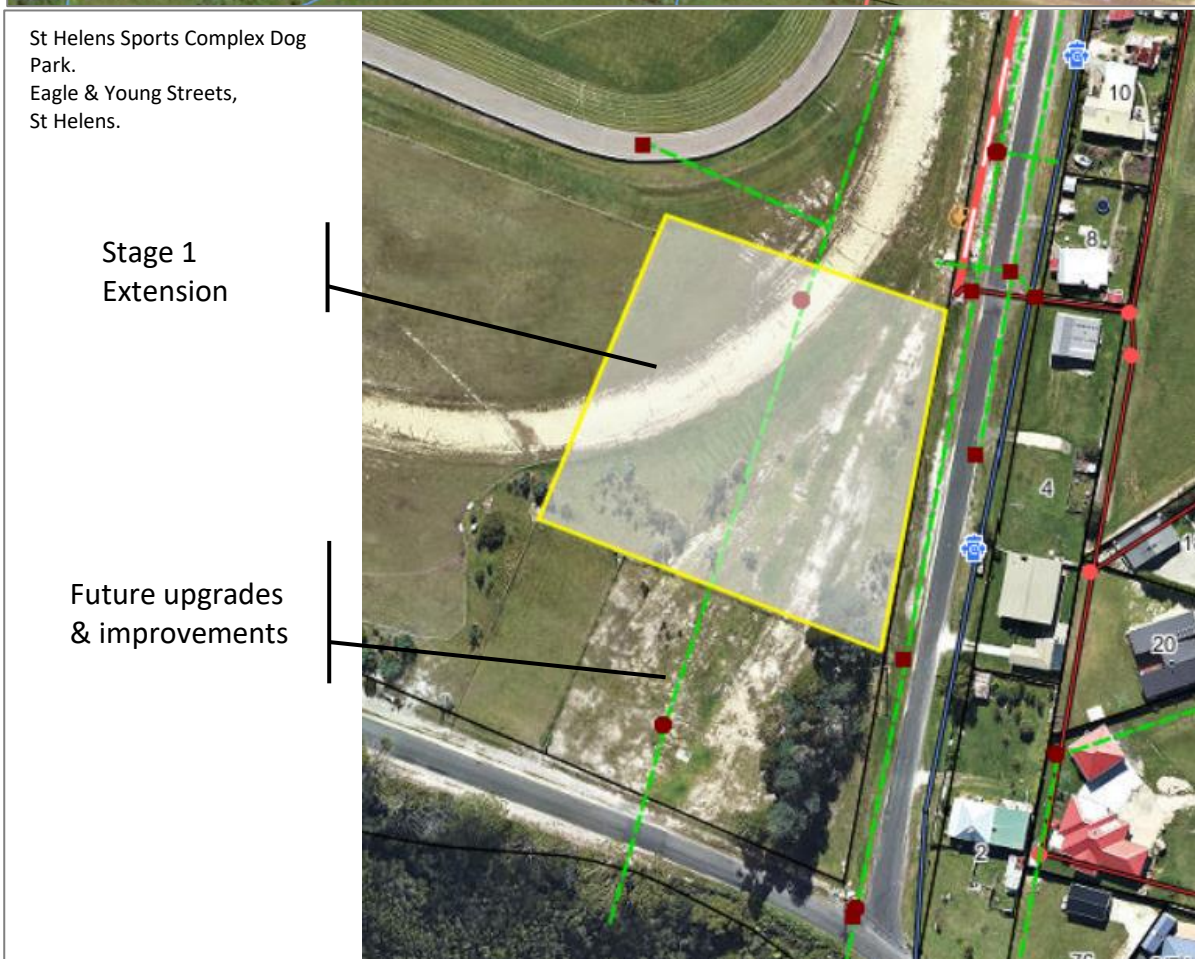 St Helens Sports Complex Dog
Park.
Eagle & Young Streets,
St Helens.
Stage 1
Extension
Future upgrades
& improvements
10
8
4
20
2